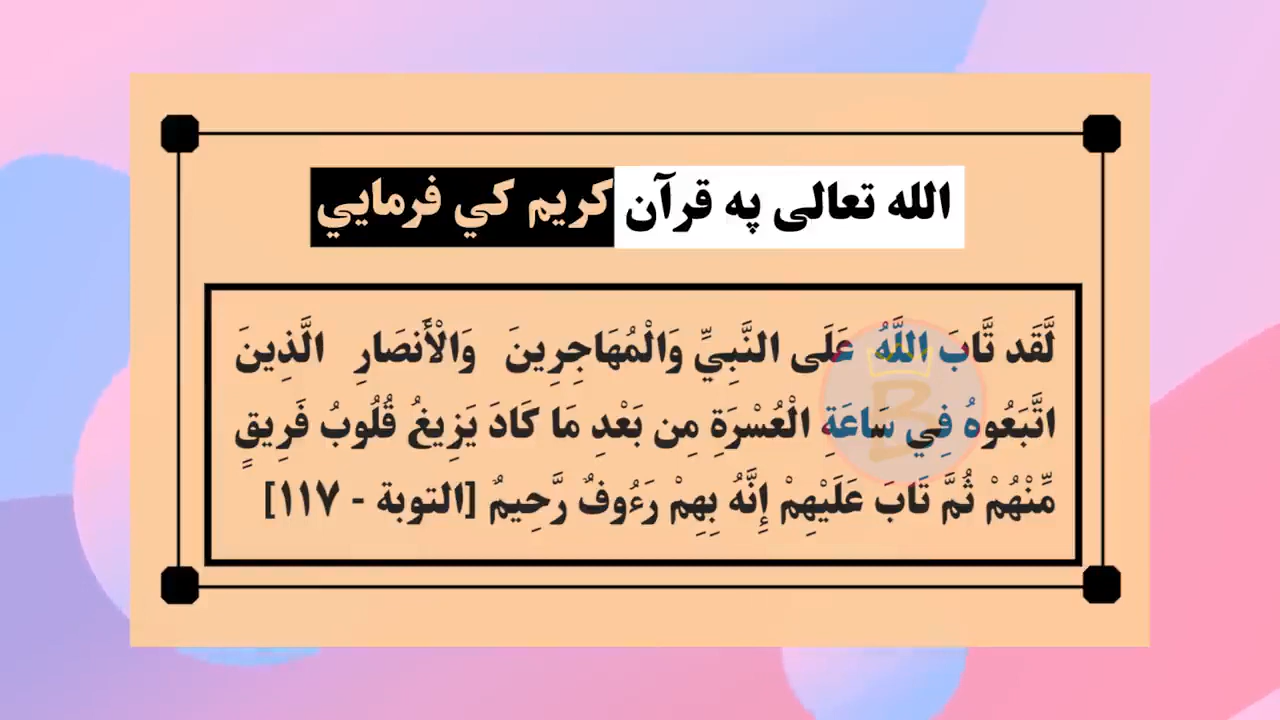 الله تعالی په قرآن کریم کي فرمايي
لَّقَد تَّابَ اللَّهُ عَلَى النَّبِيِّ وَالْمُهَاجِرِينَ وَالْأَنصَارِ الَّذِينَ
اتَّبَعُوهُ فِي سَاعَةِ الْعُسْرَةِ مِن بَعْدِ مَا كَادَ يَزِيغُ قُلُوبُ فَرِيقٍ
مِّنْهُمْ ثُمَّ تَابَ عَلَيْهِمْ إِنَّهُ بِهِمْ رَءُوفٌ رَّحِيمٌ [التوبة - ١١٧]
B